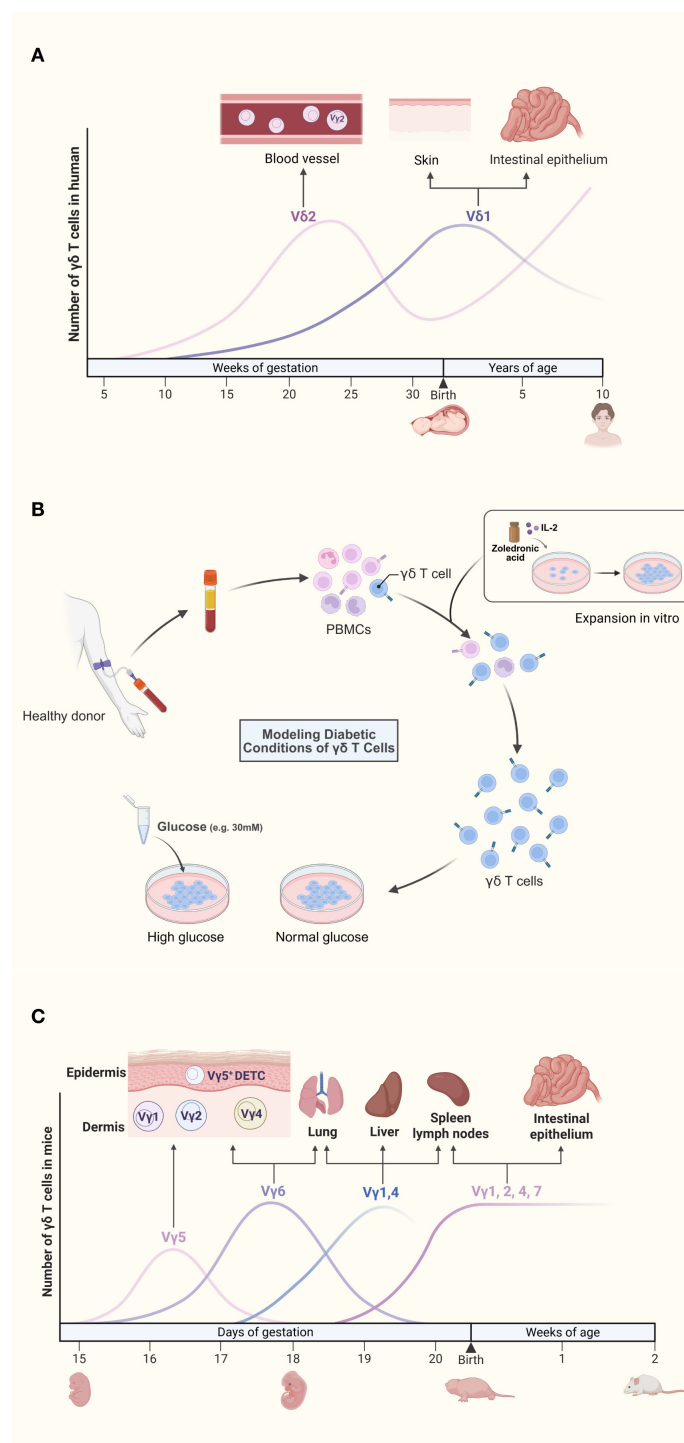 A
Number of γδ T cells in human
Vγ2
Blood vessel
Skin
Intestinal epithelium
Vδ2
Vδ1
Weeks of gestation
Years of age
5
10
15
20
25
30
Birth
5
10
B
IL-2
Zoledronic
acid
Expansion in vitro
γδ T cell
PBMCs
Healthy donor
Modeling Diabetic
Conditions of γδ T Cells
γδ T cells
Glucose (e.g. 30mM)
High glucose
Normal glucose
C
Number of γδ T cells in mice
Epidermis
Vγ5⁺ DETC
Dermis
Vγ1
Vγ2
Vγ4
Lung
Liver
Spleen
lymph nodes
Intestinal
epithelium
Vγ5
Vγ6
Vγ1,4
Vγ1, 2, 4, 7
Days of gestation
Weeks of age
15
16
17
18
19
20
Birth
1
2